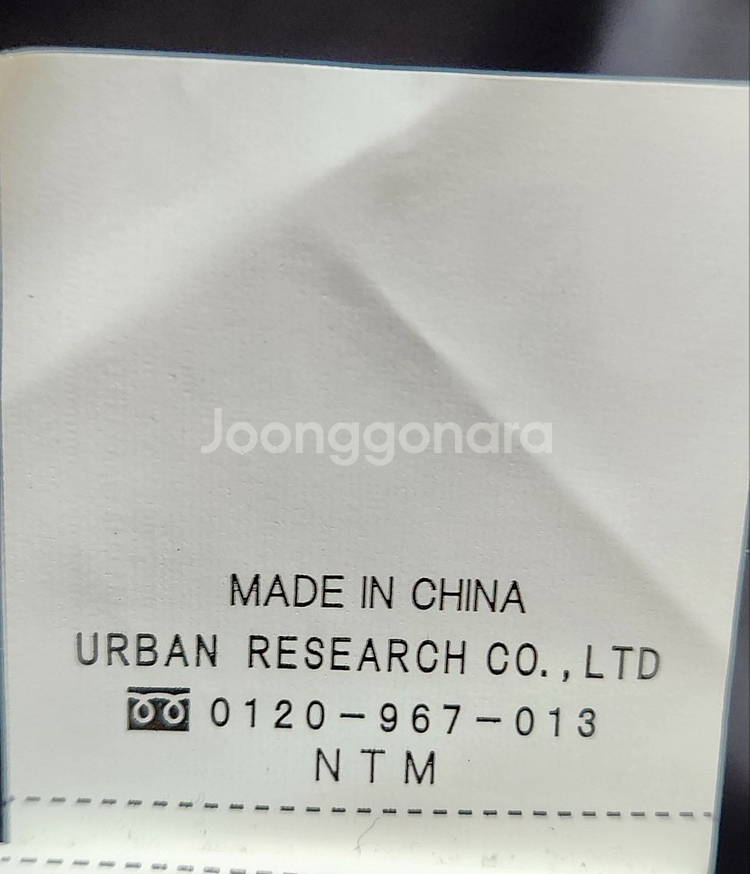 Joonggonara
MADE IN CHINA
URBAN RESEARCH CO.,LTD
0120-967-013
NTM